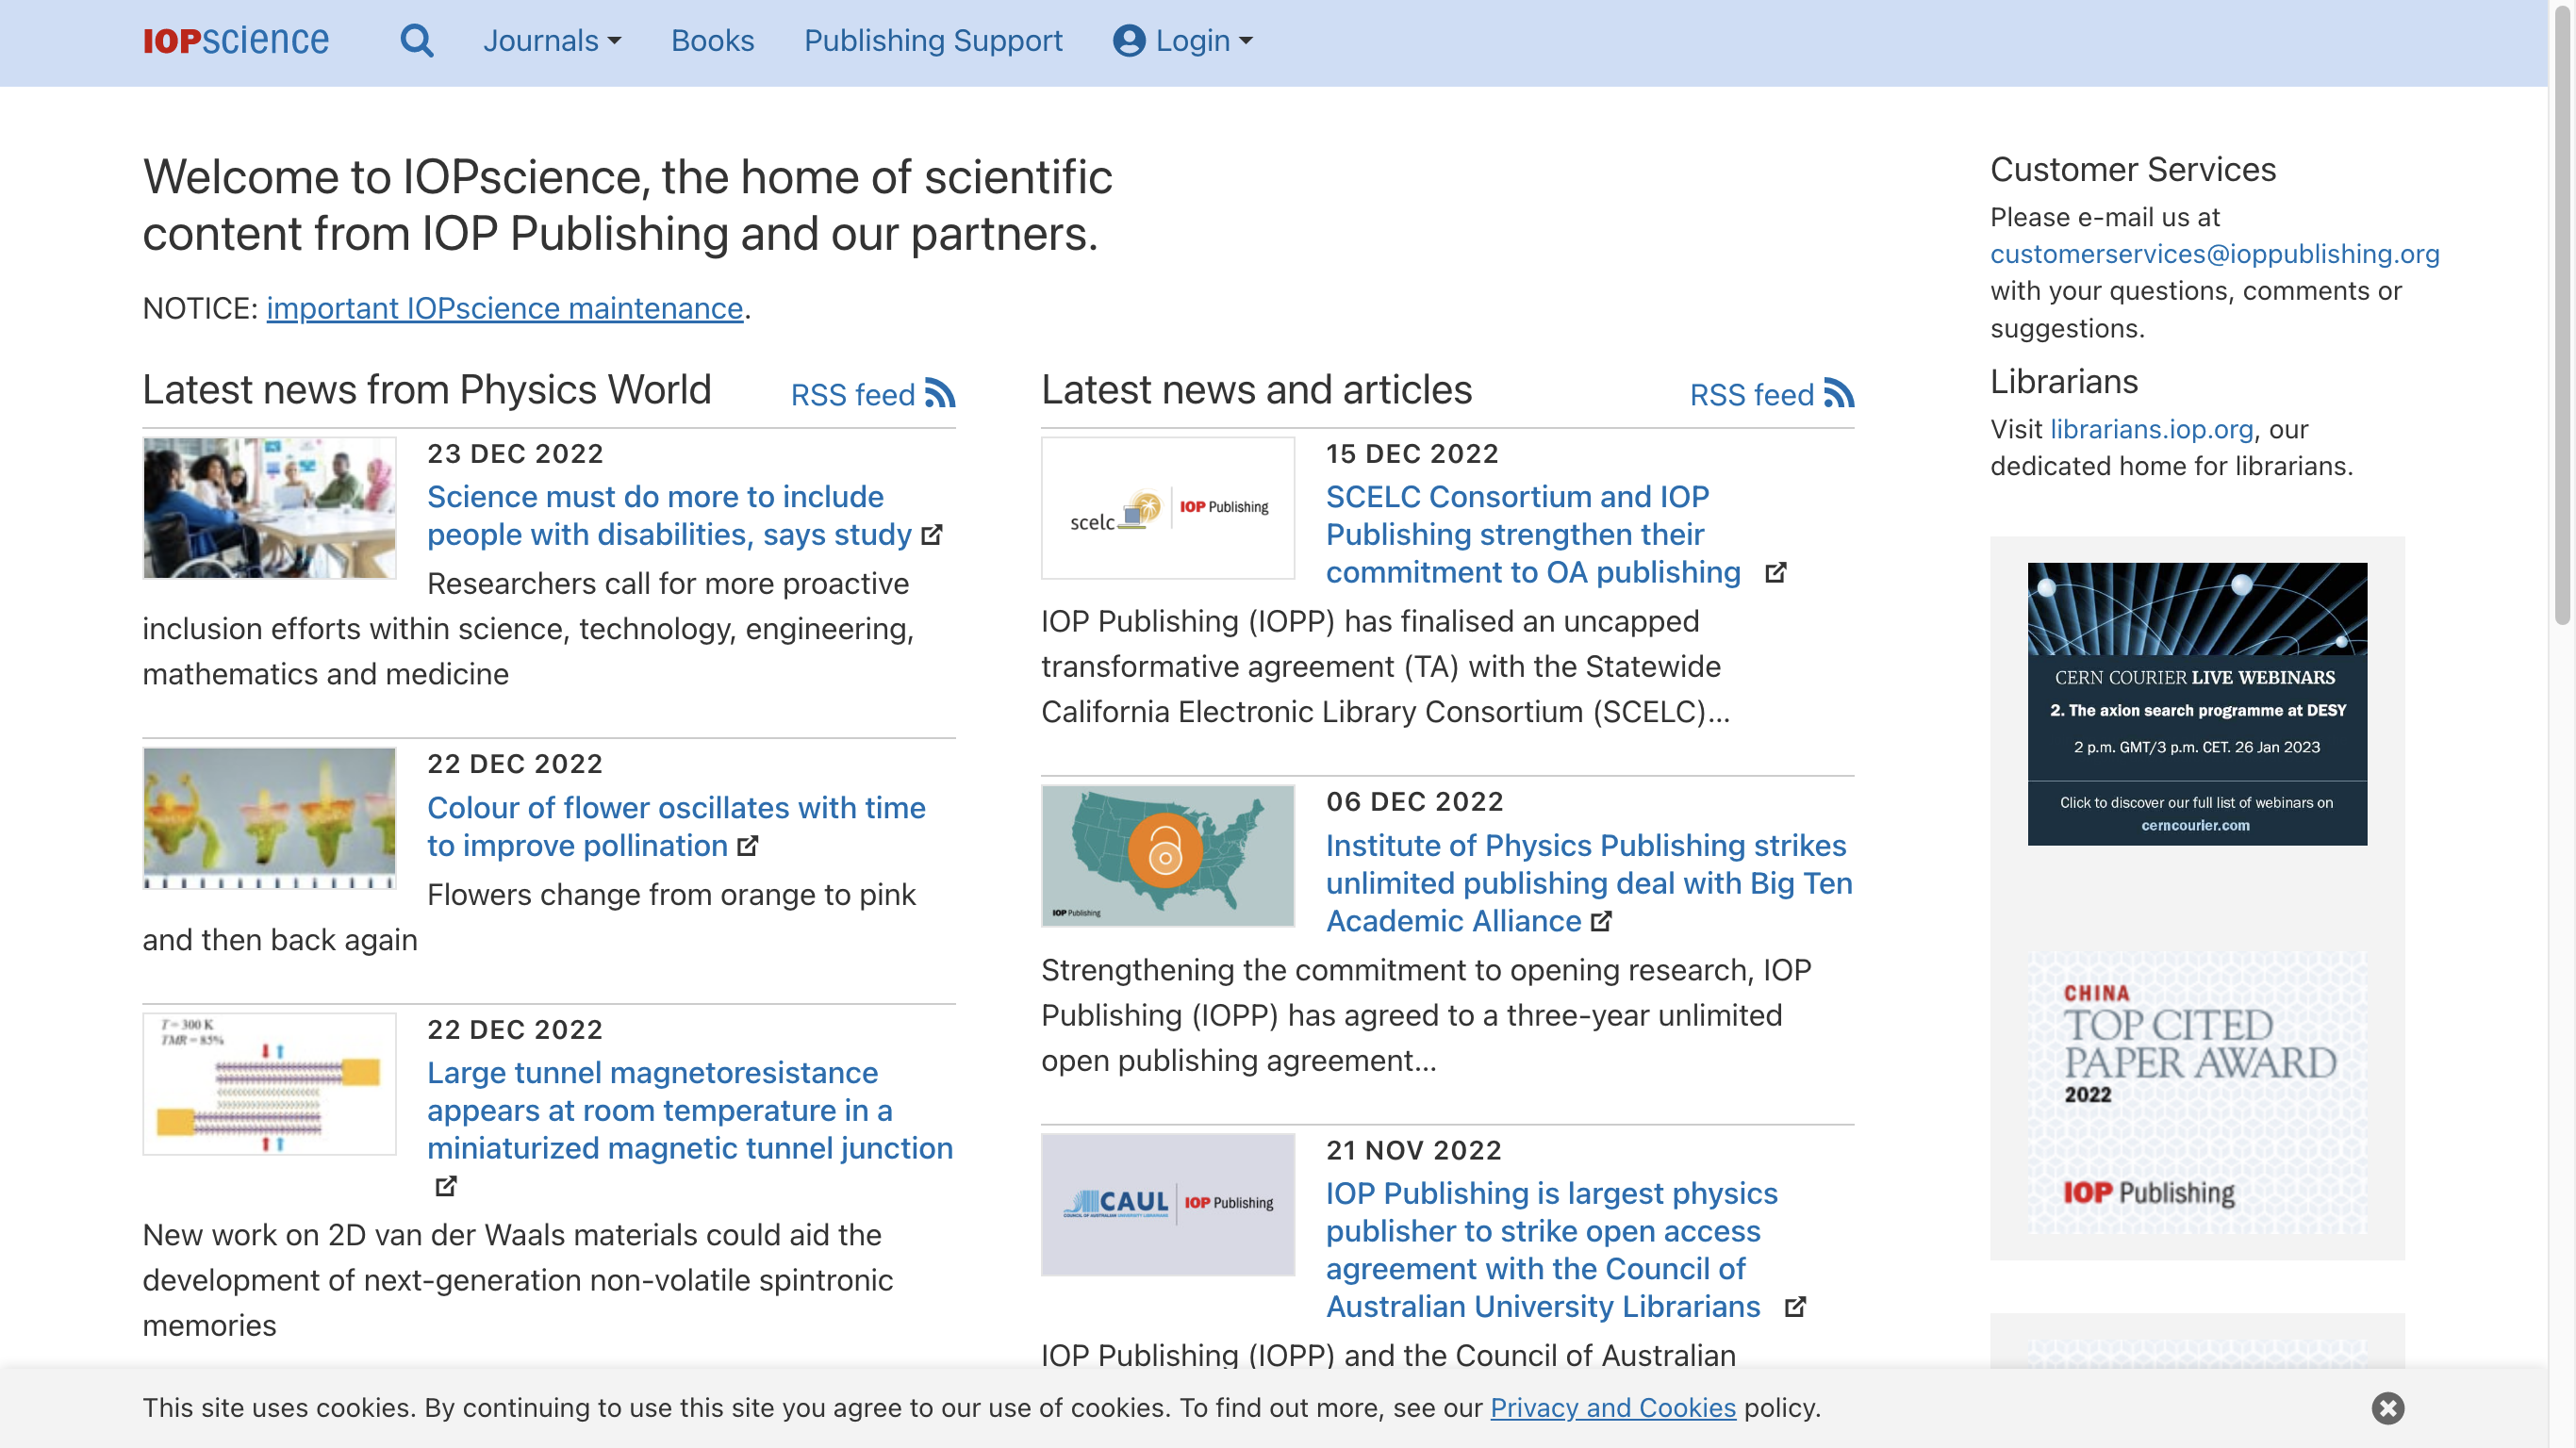 IOPscience
Journals
Books
Publishing Support
Login
Welcome to IOPscience, the home of scientific
content from IOP Publishing and our partners.
NOTICE: important IOPscience maintenance.
Latest news from Physics World
RSS feed
23 DEC 2022
Science must do more to include
people with disabilities, says study
Researchers call for more proactive
inclusion efforts within science, technology, engineering,
mathematics and medicine
22 DEC 2022
Colour of flower oscillates with time
to improve pollination
Flowers change from orange to pink
and then back again
T=300 K
TMR=85%
22 DEC 2022
Large tunnel magnetoresistance
appears at room temperature in a
miniaturized magnetic tunnel junction
New work on 2D van der Waals materials could aid the
development of next-generation non-volatile spintronic
memories
Latest news and articles
RSS feed
scelc
IOP Publishing
15 DEC 2022
SCELC Consortium and IOP
Publishing strengthen their
commitment to OA publishing
IOP Publishing (IOPP) has finalised an uncapped
transformative agreement (TA) with the Statewide
California Electronic Library Consortium (SCELC)...
IOP Publishing
06 DEC 2022
Institute of Physics Publishing strikes
unlimited publishing deal with Big Ten
Academic Alliance
Strengthening the commitment to opening research, IOP
Publishing (IOPP) has agreed to a three-year unlimited
open publishing agreement...
CAUL
COUNCIL OF AUSTRALIAN UNIVERSITY LIBRARIANS
IOP Publishing
21 NOV 2022
IOP Publishing is largest physics
publisher to strike open access
agreement with the Council of
Australian University Librarians
IOP Publishing (IOPP) and the Council of Australian
Customer Services
Please e-mail us at
customerservices@ioppublishing.org
with your questions, comments or
suggestions.
Librarians
Visit librarians.iop.org, our
dedicated home for librarians.
CERN COURIER LIVE WEBINARS
2. The axion search programme at DESY
2 p.m. GMT/3 p.m. CET. 26 Jan 2023
Click to discover our full list of webinars on
cerncourier.com
CHINA
TOP CITED
PAPER AWARD
2022
IOP Publishing
This site uses cookies. By continuing to use this site you agree to our use of cookies. To find out more, see our Privacy and Cookies policy.